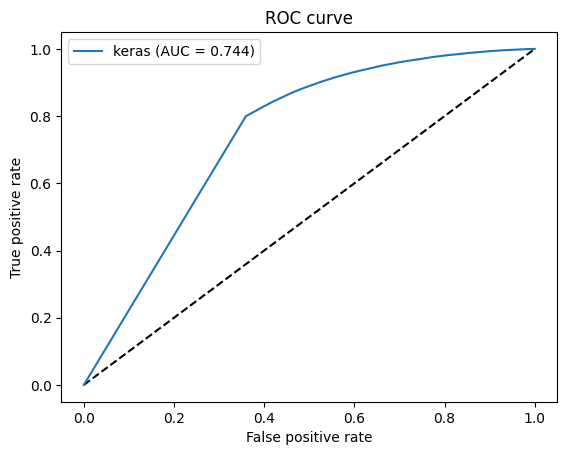 ROC curve
keras (AUC = 0.744)
True positive rate
1.0
0.8
0.6
0.4
0.2
0.0
0.0 0.2 0.4 0.6 0.8 1.0
False positive rate